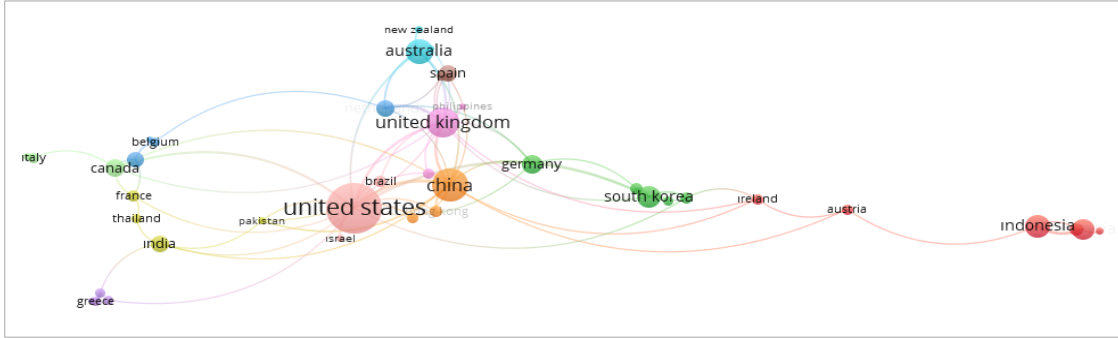 new zealand
australia
spain
philippines
united kingdom
belgium
italy
canada
germany
brazil
china
france
south korea
ireland
united states
kong
austria
thailand
pakistan
indonesia
israel
india
greece